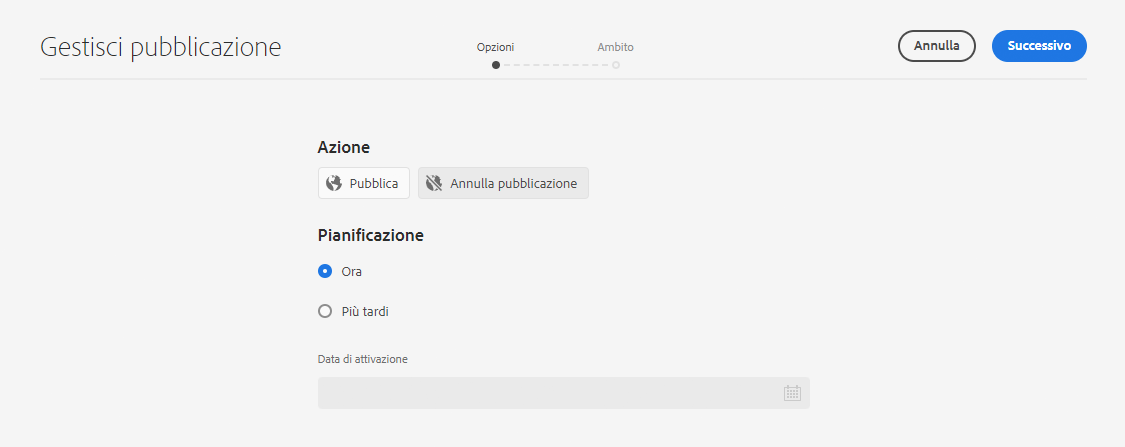 Gestisci pubblicazione
Opzioni
Ambito
Annulla
Successivo
Azione
Pubblica
Annulla pubblicazione
Pianificazione
Ora
Più tardi
Data di attivazione